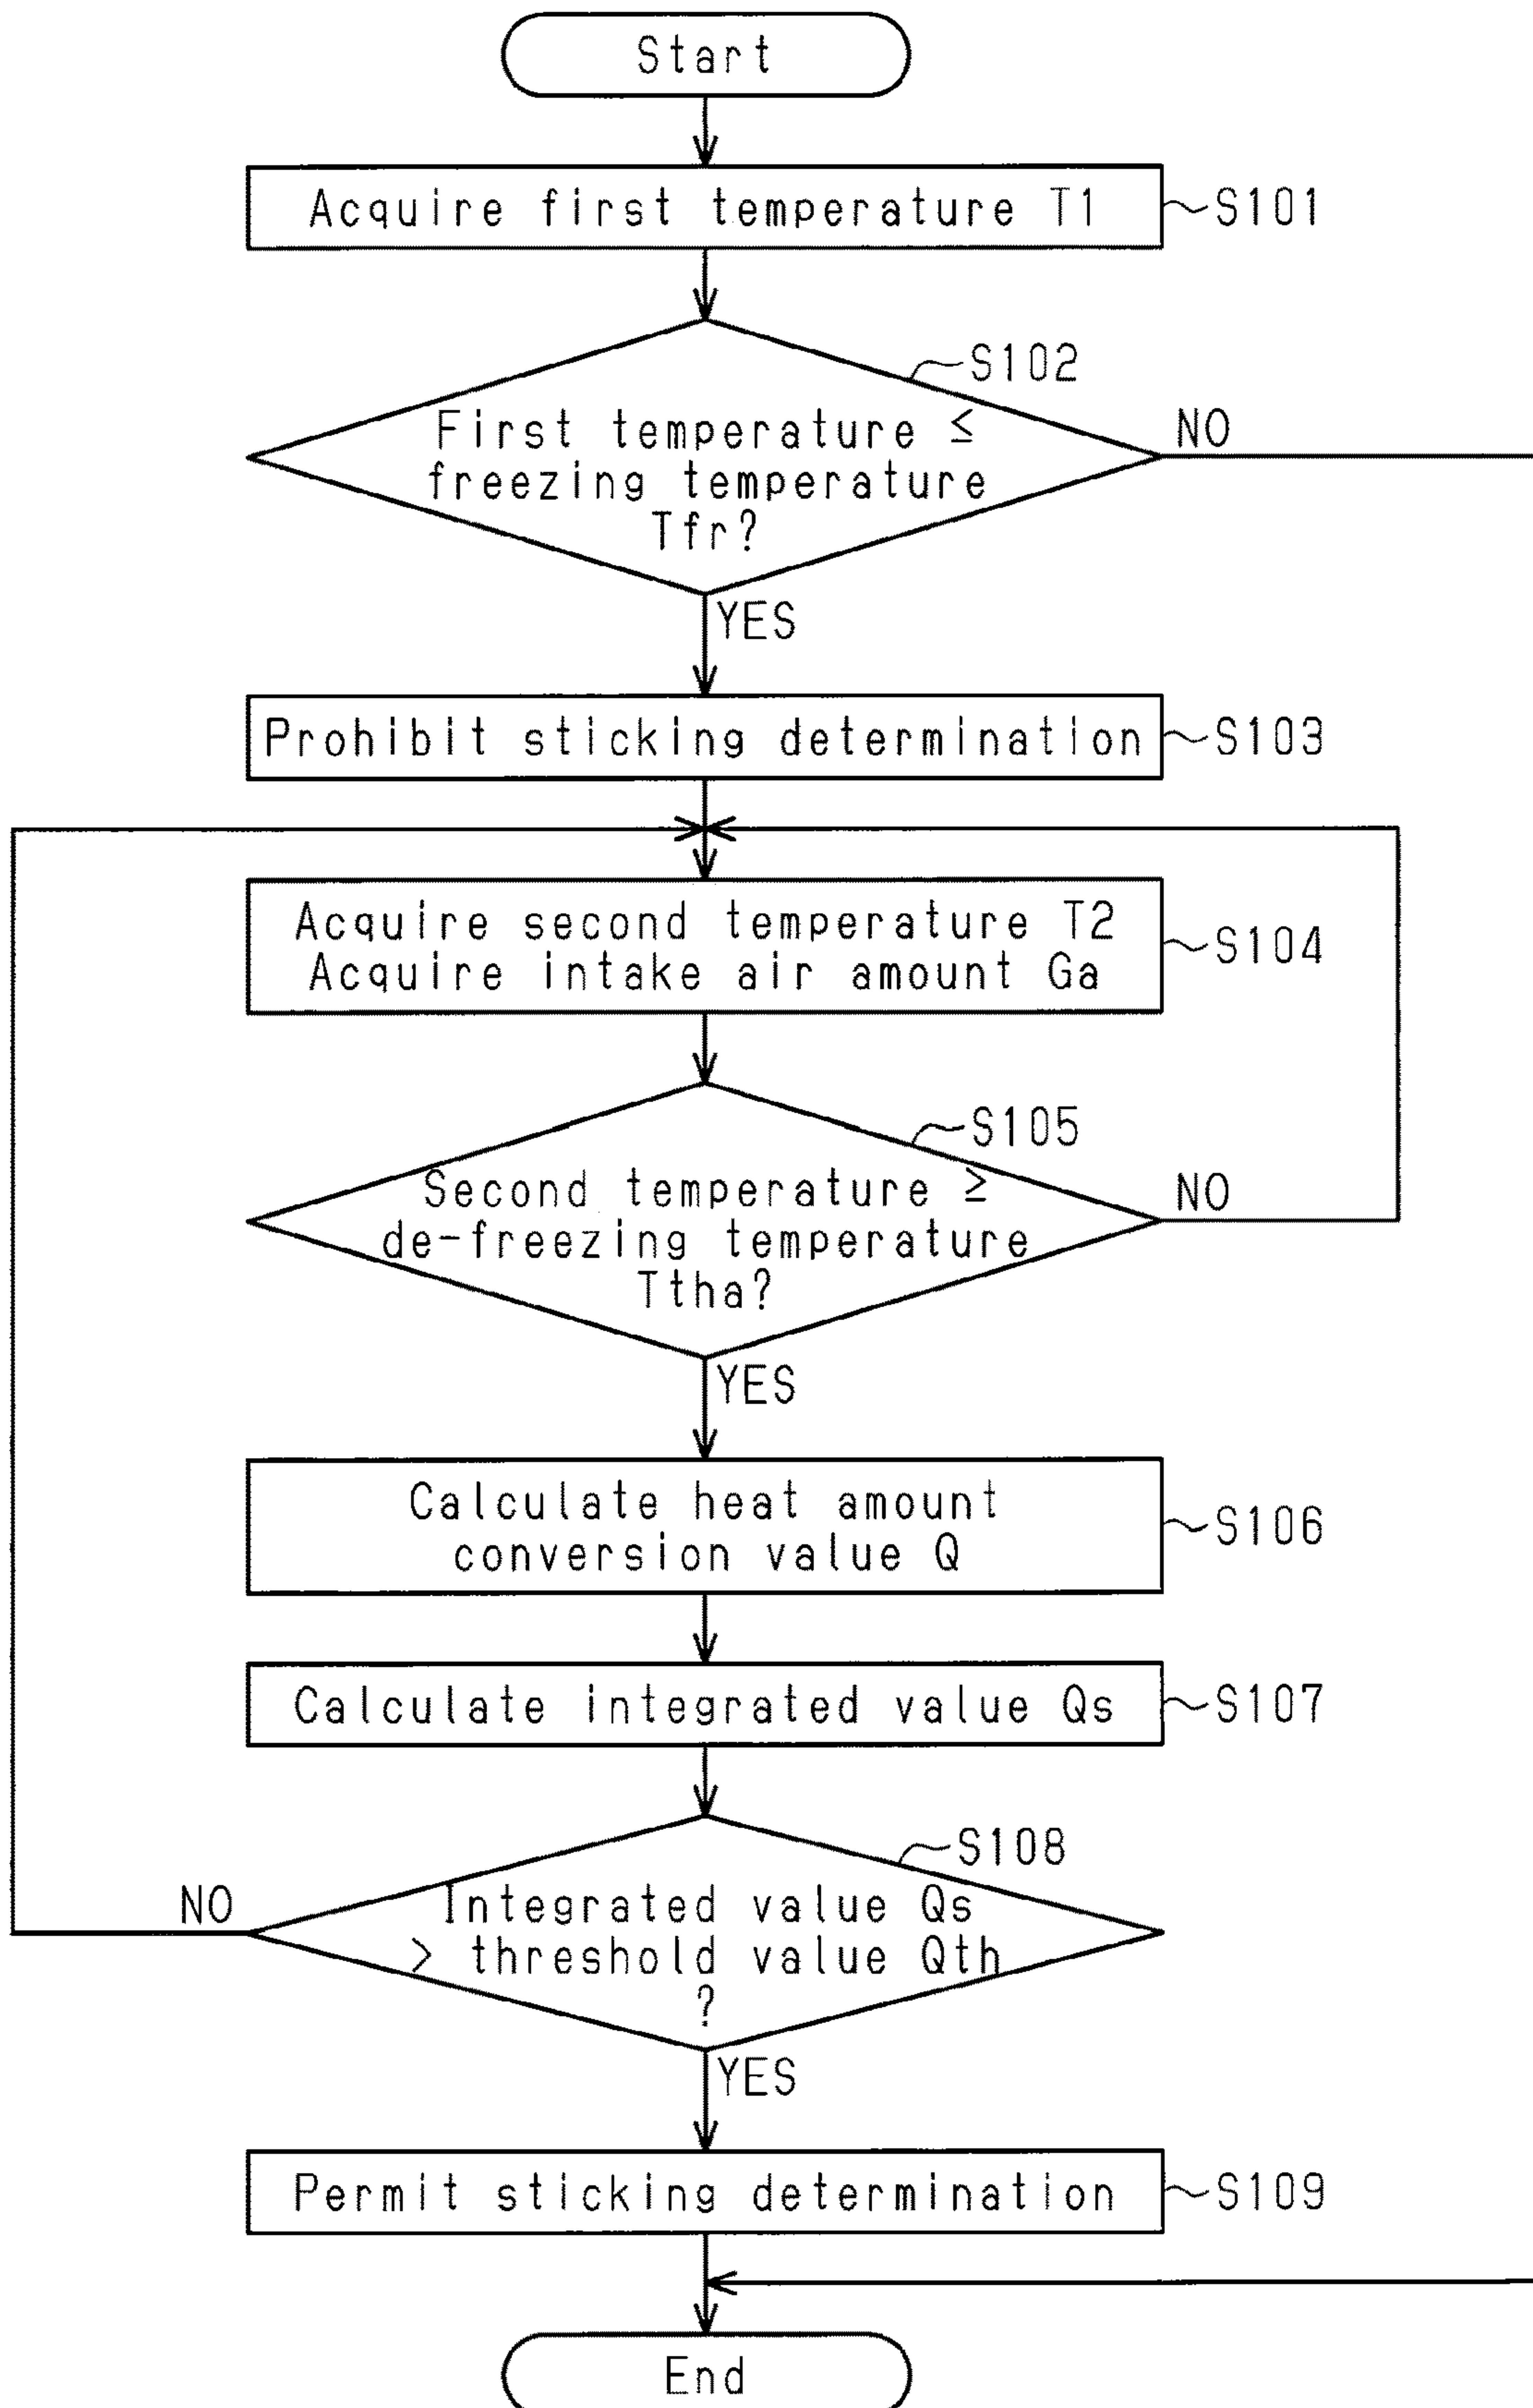 Start
Acquire first temperature T1
S101
S102
First temperature ≤
freezing temperature
Tfr?
NO
YES
Prohibit sticking determination
S103
Acquire second temperature T2
Acquire intake air amount Ga
S104
S105
Second temperature ≥
de-freezing temperature
Ttha?
NO
YES
Calculate heat amount
conversion value Q
S106
Calculate integrated value Qs
S107
S108
Integrated value Qs
> threshold value Qth
?
NO
YES
Permit sticking determination
S109
End